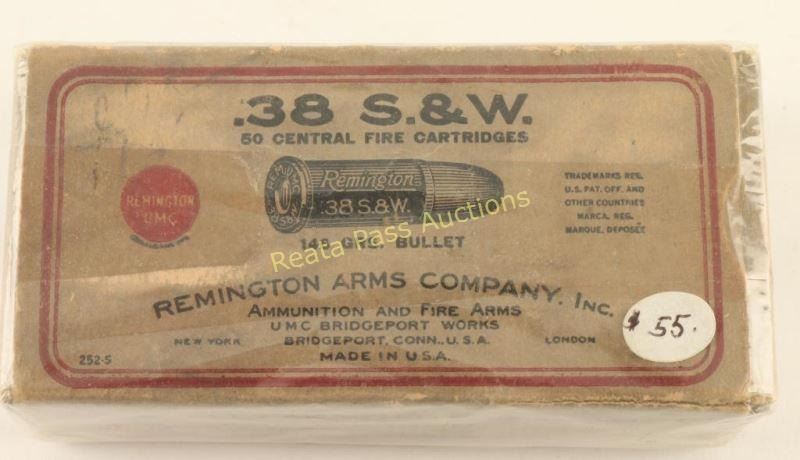 .38 S.&W.
50 CENTRAL FIRE CARTRIDGES
Remington
.38 S.&W.
REMINGTON
UMC
TRADEMARKS REG.
U.S. PAT. OFF. AND
OTHER COUNTRIES
MARCA. REG.
MARQUE. DEPOSÉE
GRS. BULLET
Reata Pass Auctions
REMINGTON ARMS COMPANY, INC.
AMMUNITION AND FIRE ARMS
UMC BRIDGEPORT WORKS
NEW YORK BRIDGEPORT, CONN., U.S.A. LONDON
252-S MADE IN U.S.A.
$55.